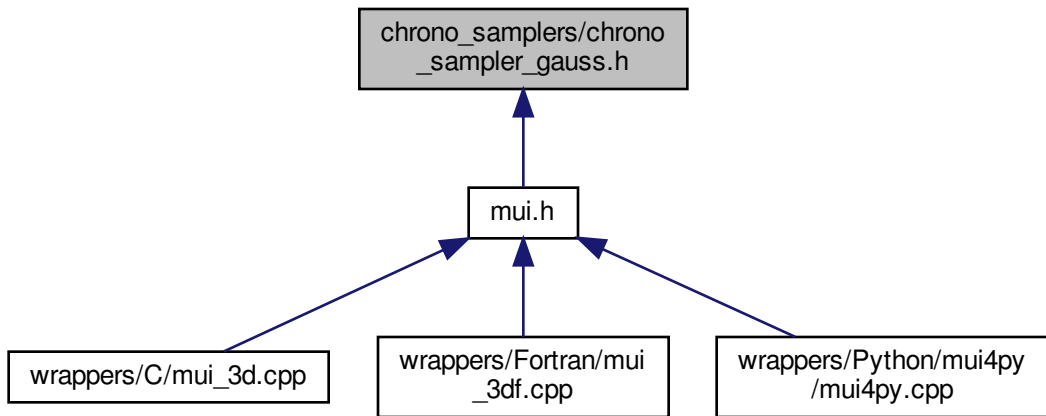 chrono_samplers/chrono
_sampler_gauss.h
mui.h
wrappers/C/mui_3d.cpp
wrappers/Fortran/mui
_3df.cpp
wrappers/Python/mui4py
/mui4py.cpp